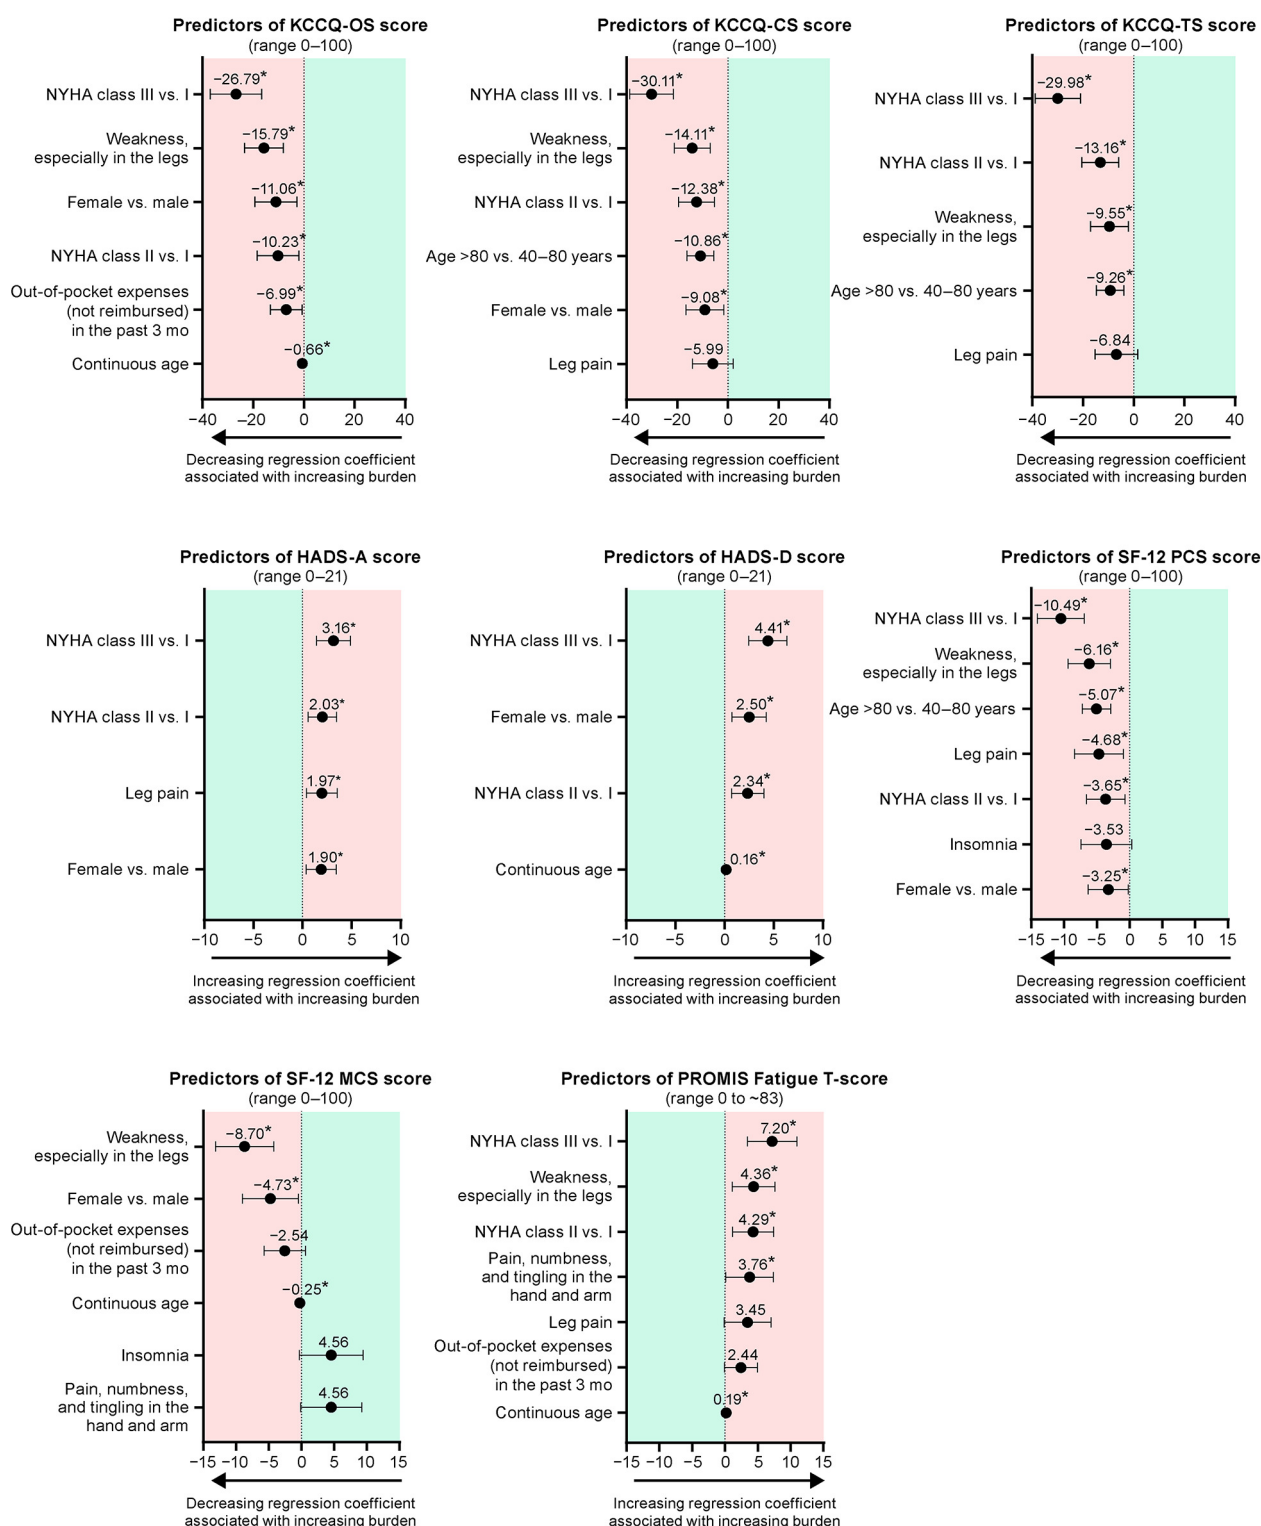 Predictors of KCCQ-OS score
(range 0–100)
NYHA class III vs. I
−26.79*
Weakness,
especially in the legs
−15.79*
Female vs. male
−11.06*
NYHA class II vs. I
−10.23*
Out-of-pocket expenses
(not reimbursed)
in the past 3 mo
−6.99*
Continuous age
−0.66*
−40 −20 0 20 40
Decreasing regression coefficient
associated with increasing burden
Predictors of KCCQ-CS score
(range 0–100)
NYHA class III vs. I
−30.11*
Weakness,
especially in the legs
−14.11*
NYHA class II vs. I
−12.38*
Age >80 vs. 40–80 years
−10.86*
Female vs. male
−9.08*
Leg pain
−5.99
−40 −20 0 20 40
Decreasing regression coefficient
associated with increasing burden
Predictors of KCCQ-TS score
(range 0–100)
NYHA class III vs. I
−29.98*
NYHA class II vs. I
−13.16*
Weakness,
especially in the legs
−9.55*
Age >80 vs. 40–80 years
−9.26*
Leg pain
−6.84
−40 −20 0 20 40
Decreasing regression coefficient
associated with increasing burden
Predictors of HADS-A score
(range 0–21)
NYHA class III vs. I
3.16*
NYHA class II vs. I
2.03*
Leg pain
1.97*
Female vs. male
1.90*
−10 −5 0 5 10
Increasing regression coefficient
associated with increasing burden
Predictors of HADS-D score
(range 0–21)
NYHA class III vs. I
4.41*
Female vs. male
2.50*
NYHA class II vs. I
2.34*
Continuous age
0.16*
−10 −5 0 5 10
Increasing regression coefficient
associated with increasing burden
Predictors of SF-12 PCS score
(range 0–100)
NYHA class III vs. I
−10.49*
Weakness,
especially in the legs
−6.16*
Age >80 vs. 40–80 years
−5.07*
Leg pain
−4.68*
NYHA class II vs. I
−3.65*
Insomnia
−3.53
Female vs. male
−3.25*
−15 −10 −5 0 5 10 15
Decreasing regression coefficient
associated with increasing burden
Predictors of SF-12 MCS score
(range 0–100)
Weakness,
especially in the legs
−8.70*
Female vs. male
−4.73*
Out-of-pocket expenses
(not reimbursed)
in the past 3 mo
−2.54
Continuous age
−0.25*
Insomnia
4.56
Pain, numbness,
and tingling in the
hand and arm
4.56
−15 −10 −5 0 5 10 15
Decreasing regression coefficient
associated with increasing burden
Predictors of PROMIS Fatigue T-score
(range 0 to ~83)
NYHA class III vs. I
7.20*
Weakness,
especially in the legs
4.36*
NYHA class II vs. I
4.29*
Pain, numbness,
and tingling in the
hand and arm
3.76*
Leg pain
3.45
Out-of-pocket expenses
(not reimbursed)
in the past 3 mo
2.44
Continuous age
0.19*
−15 −10 −5 0 5 10 15
Increasing regression coefficient
associated with increasing burden